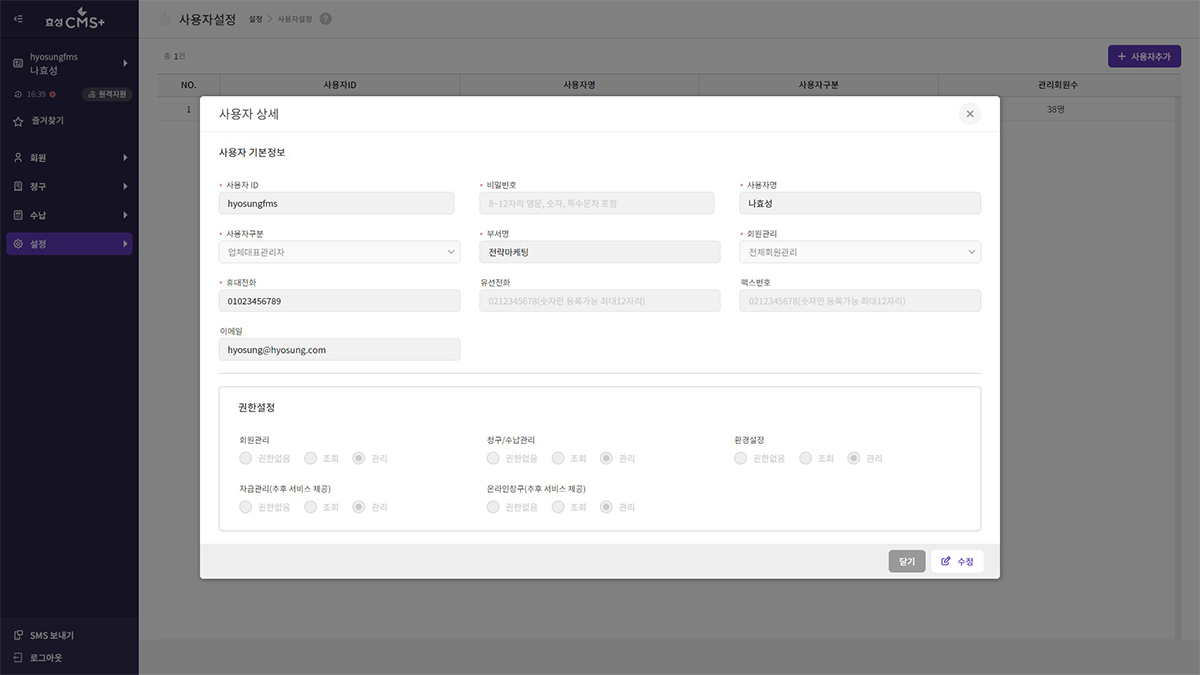 효성CMS+
사용자설정 설정 > 사용자설정 ?
hyosungfms
나효성
16:39 원격지원
즐겨찾기
회원
청구
수납
설정
SMS 보내기
로그아웃
총 1건
+ 사용자추가
NO. 사용자ID 사용자명 사용자구분 관리회원수
1 38명
사용자 상세
사용자 기본정보
• 사용자 ID • 비밀번호 • 사용자명
hyosungfms 8~12자리 영문, 숫자, 특수문자 포함 나효성
• 사용자구분 • 부서명 • 회원관리
업체대표관리자 전략마케팅 전체회원관리
• 휴대전화 유선전화 팩스번호
01023456789 0212345678(숫자만 등록가능 최대12자리) 0212345678(숫자만 등록가능 최대12자리)
이메일
hyosung@hyosung.com
권한설정
회원관리 청구/수납관리 환경설정
권한없음 조회 관리 권한없음 조회 관리 권한없음 조회 관리
자금관리(추후 서비스 제공) 온라인창구(추후 서비스 제공)
권한없음 조회 관리 권한없음 조회 관리
닫기 수정